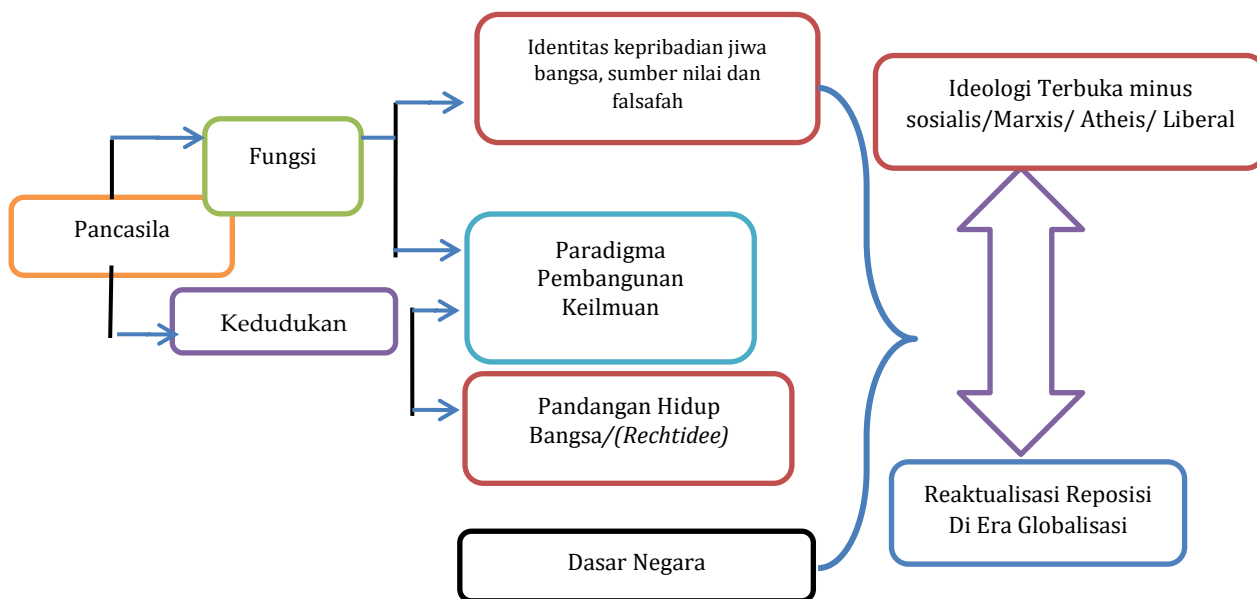 Identitas kepribadian jiwa
bangsa, sumber nilai dan
falsafah
Ideologi Terbuka minus
sosialis/Marxis/ Atheis/ Liberal
Fungsi
Pancasila
Paradigma
Pembangunan
Keilmuan
Kedudukan
Pandangan Hidup
Bangsa/(Rechtidee)
Reaktualisasi Reposisi
Di Era Globalisasi
Dasar Negara